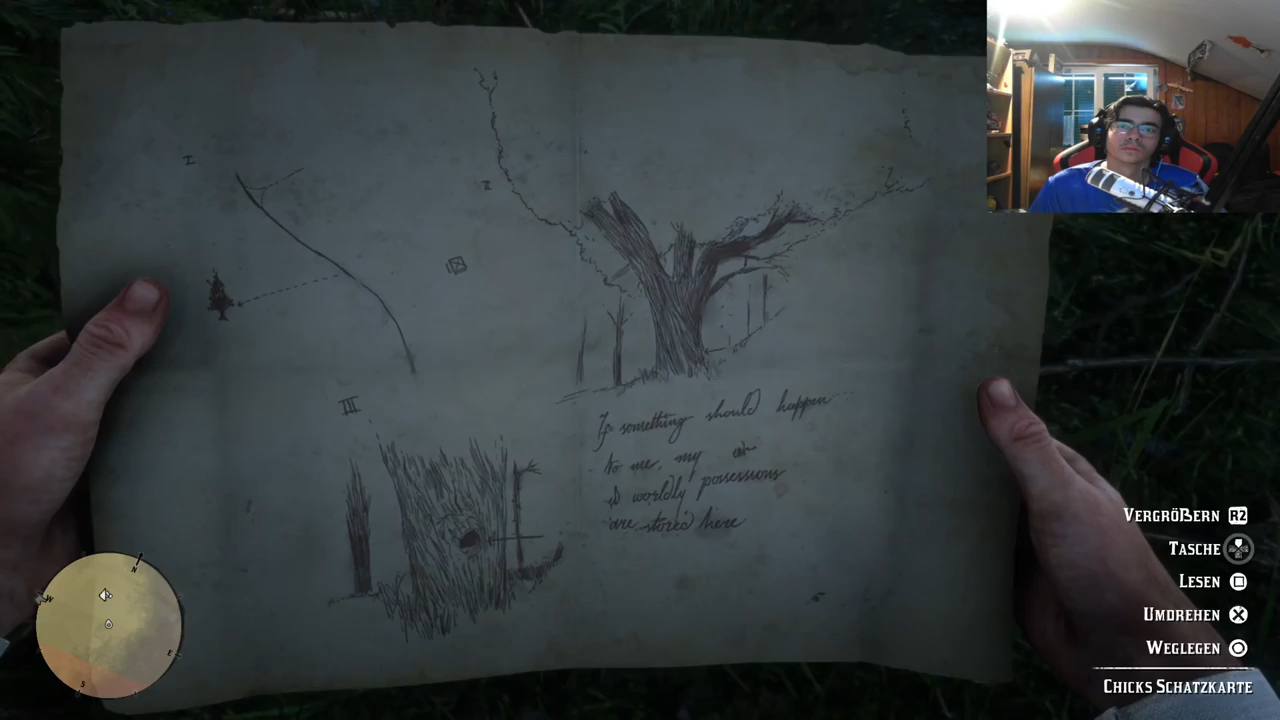 I
I
III
If something should happen
to me, my
worldly possessions
are stored here
N
W
E
S
VERGRÖẞERN R2
TASCHE
LESEN
UMDREHEN
WEGLEGEN
CHICKS SCHATZKARTE